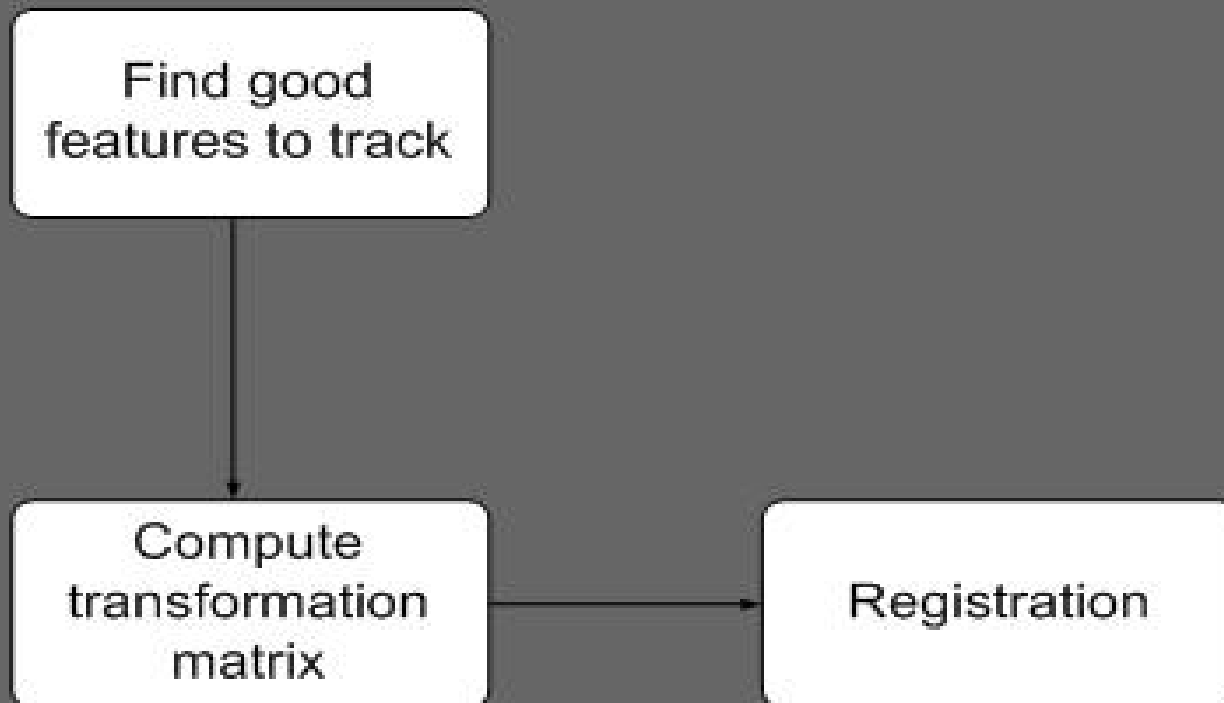 Find good
features to track
Compute
transformation
matrix
Registration